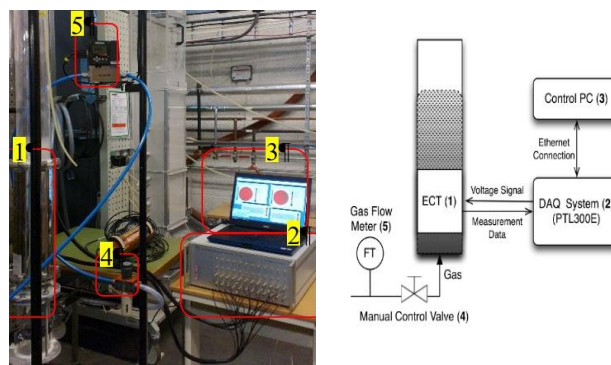 5
1
3
2
4
Control PC (3)
Ethernet
Connection
ECT (1)
Voltage Signal
Measurement
Data
DAQ System (2
(PTL300E)
Gas Flow
Meter (5)
FT
Gas
Manual Control Valve (4)